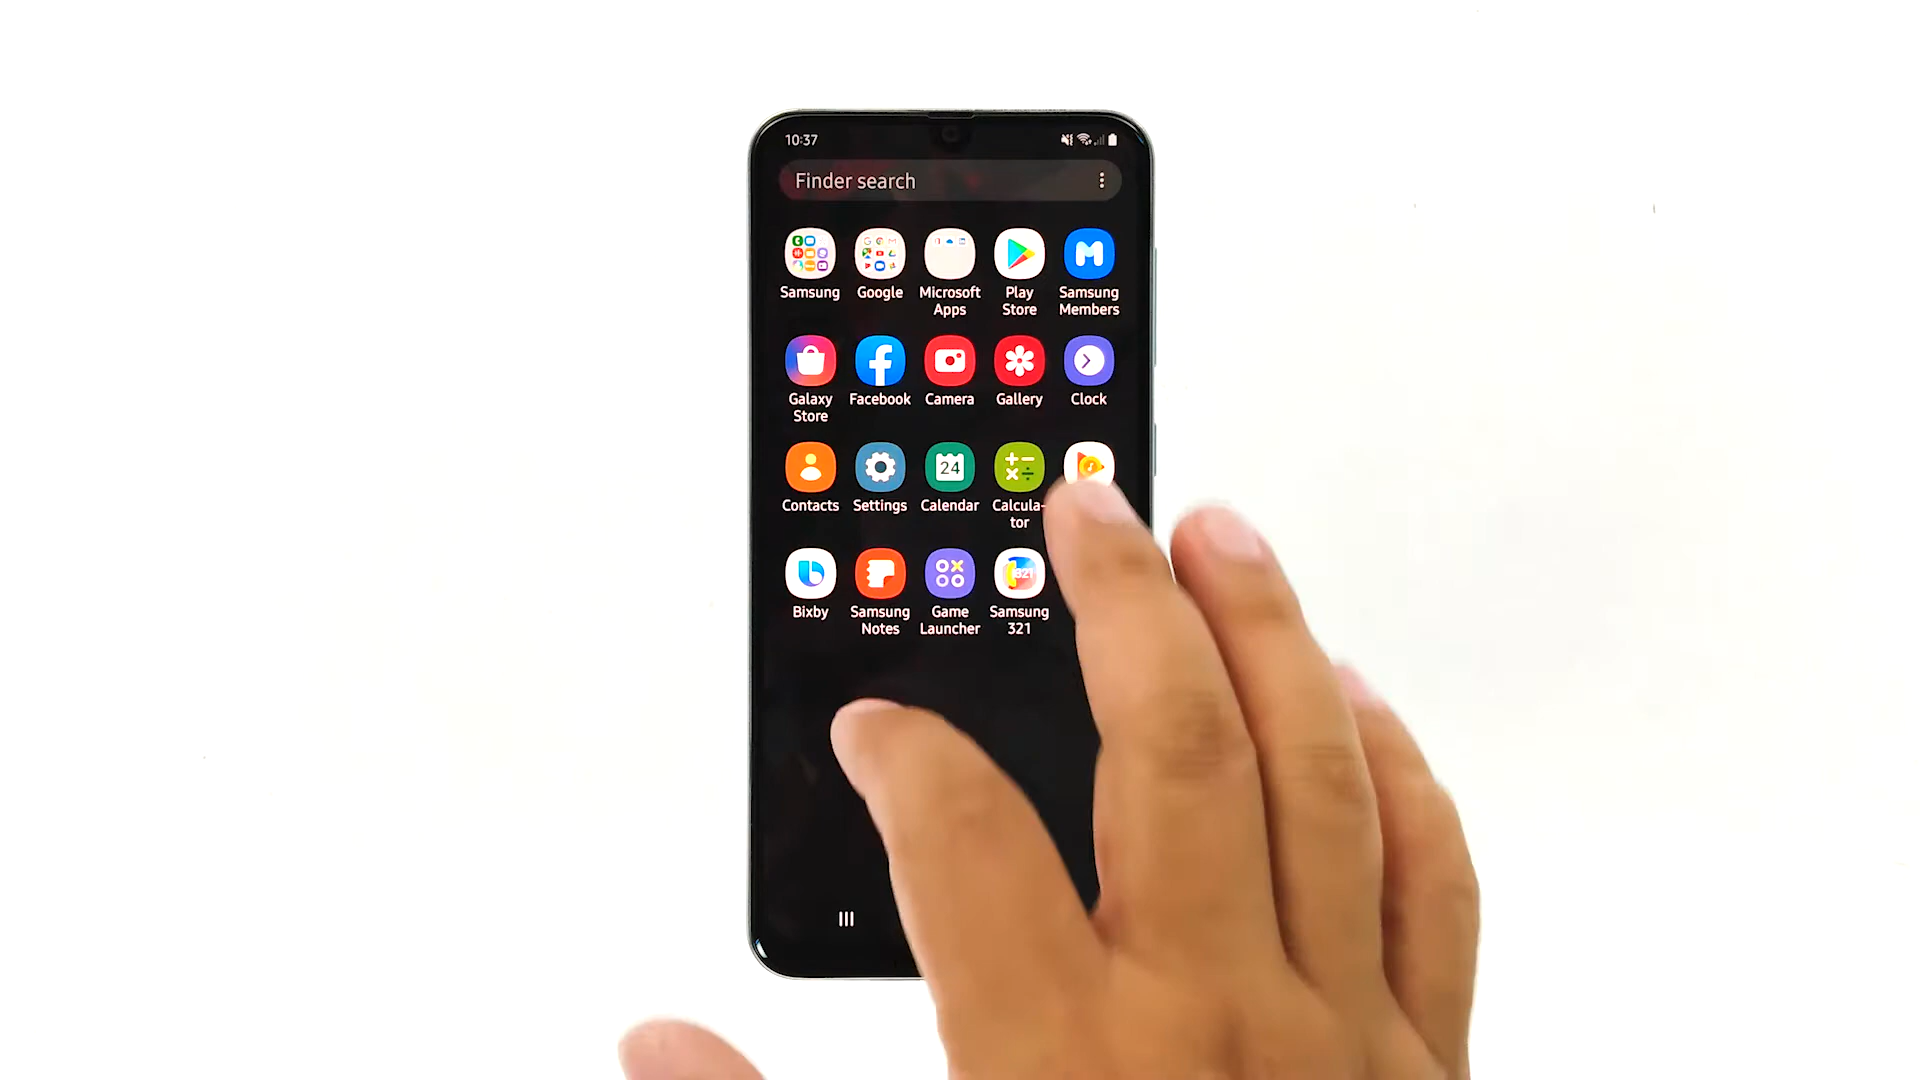 10:37
Finder search
Samsung Google Microsoft Play Samsung
Apps Store Members
Galaxy Facebook Camera Gallery Clock
Store
24
Contacts Settings Calendar Calcula-
tor
321
Bixby Samsung Game Samsung
Notes Launcher 321